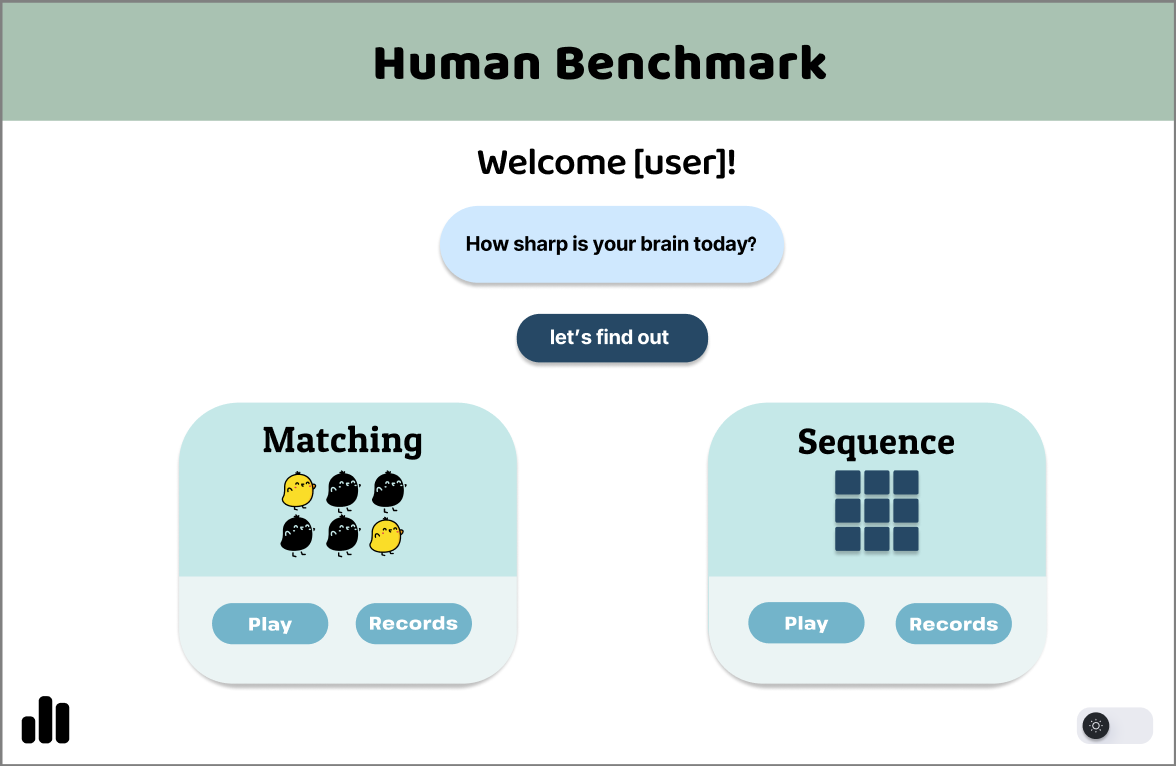 Human Benchmark
Welcome [user]!
How sharp is your brain today?
let’s find out
Matching
Sequence
Play
Records
Play
Records